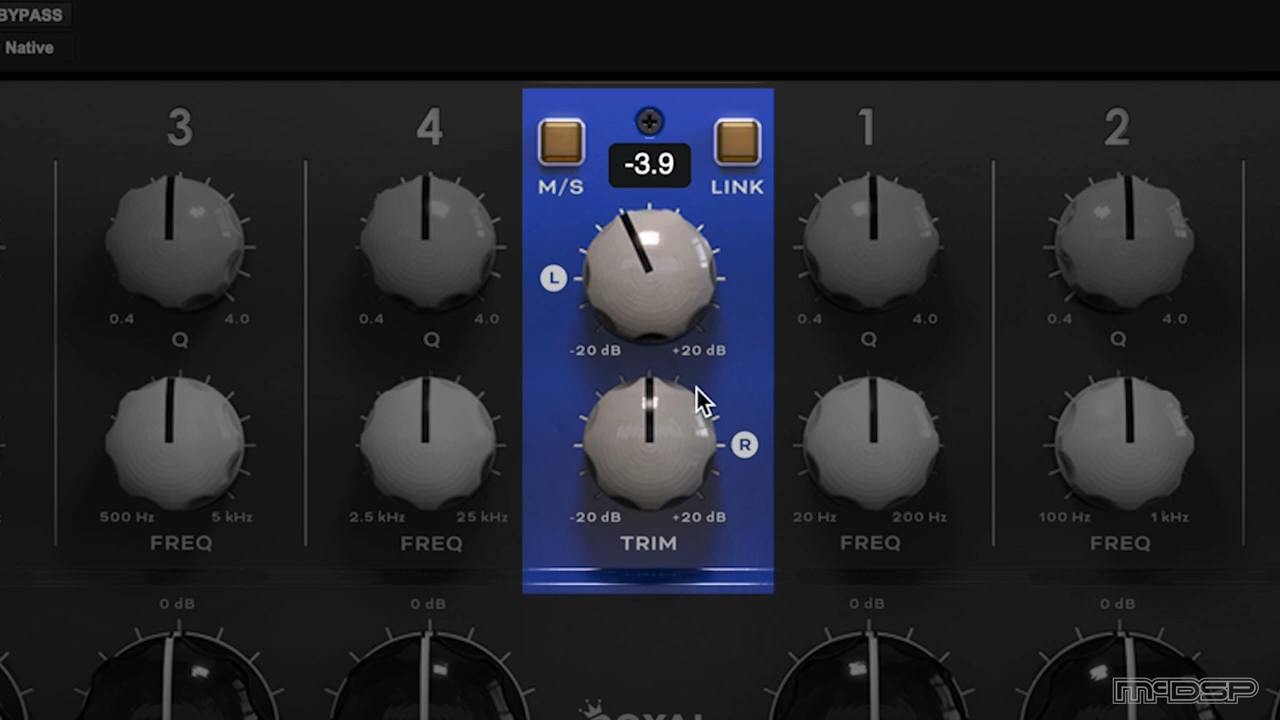 BYPASS
Native
3
4
1
2
-3.9
M/S
LINK
L
0.4
4.0
0.4
4.0
-20 dB
+20 dB
0.4
4.0
0.4
4.0
Q
Q
Q
Q
R
500 Hz
5 kHz
2.5 kHz
25 kHz
-20 dB
+20 dB
20 Hz
200 Hz
100 Hz
1 kHz
FREQ
FREQ
TRIM
FREQ
FREQ
0 dB
0 dB
0 dB
0 dB
McDSP